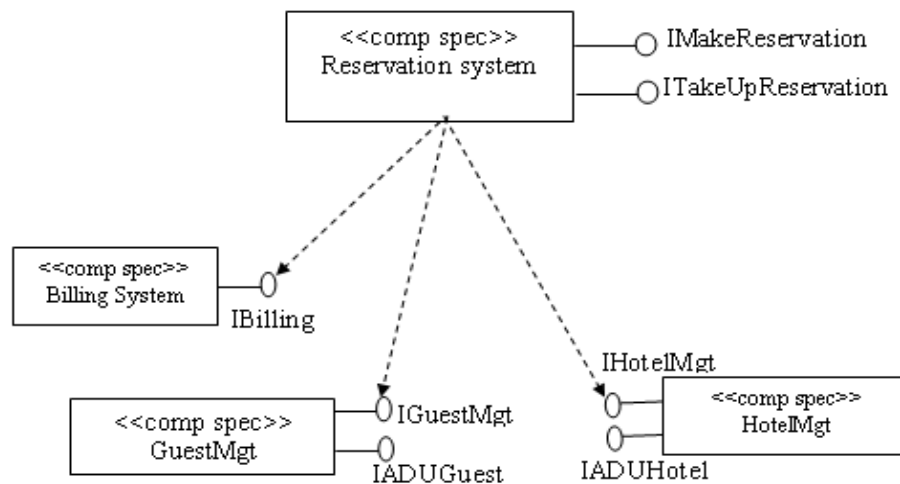 <<comp spec>>
Reservation system
IMakeReservation
ITakeUpReservation
<<comp spec>>
Billing System
IBilling
<<comp spec>>
GuestMgt
IGuestMgt
IADUGuest
IHotelMgt
IADUHotel
<<comp spec>>
HotelMgt